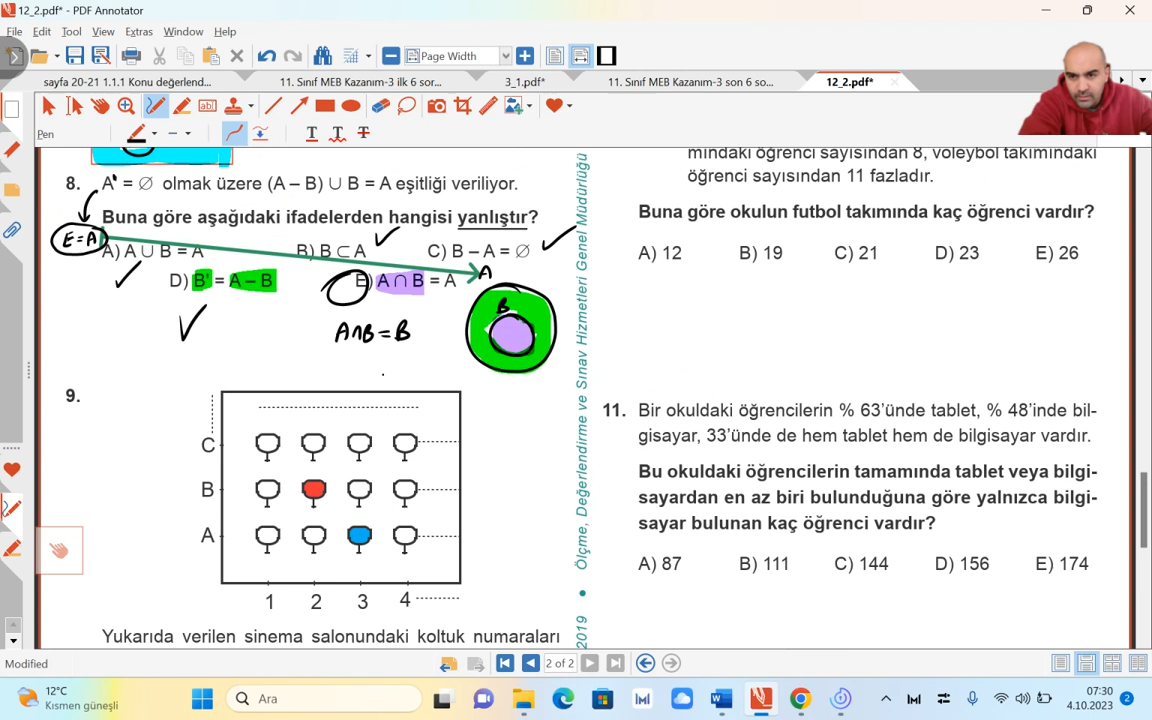 12_2.pdf* - PDF Annotator
File Edit Tool View Extras Window Help
Page Width
sayfa 20-21 1.1.1 Konu değerlend...
11. Sınıf MEB Kazanım-3 ilk 6 sor...
3_1.pdf*
11. Sınıf MEB Kazanım-3 son 6 so...
12_2.pdf*
Pen
8. A' = ∅ olmak üzere (A – B) ∪ B = A eşitliği veriliyor.
Buna göre aşağıdaki ifadelerden hangisi yanlıştır?
E=A
A) A ∪ B = A B) B ⊂ A C) B – A = ∅
D) B' = A – B E) A ∩ B = A
A
B
A∩B = B
9.
C
B
A
1 2 3 4
Yukarıda verilen sinema salonundaki koltuk numaraları
2019 • Ölçme, Değerlendirme ve Sınav Hizmetleri Genel Müdürlüğü
mındaki öğrenci sayısından 8, voleybol takımındaki
öğrenci sayısından 11 fazladır.
Buna göre okulun futbol takımında kaç öğrenci vardır?
A) 12 B) 19 C) 21 D) 23 E) 26
11. Bir okuldaki öğrencilerin % 63'ünde tablet, % 48'inde bil-
gisayar, 33'ünde de hem tablet hem de bilgisayar vardır.
Bu okuldaki öğrencilerin tamamında tablet veya bilgi-
sayardan en az biri bulunduğuna göre yalnızca bilgi-
sayar bulunan kaç öğrenci vardır?
A) 87 B) 111 C) 144 D) 156 E) 174
Modified
2 of 2
12°C
Kısmen güneşli
Ara
07:30
4.10.2023
2